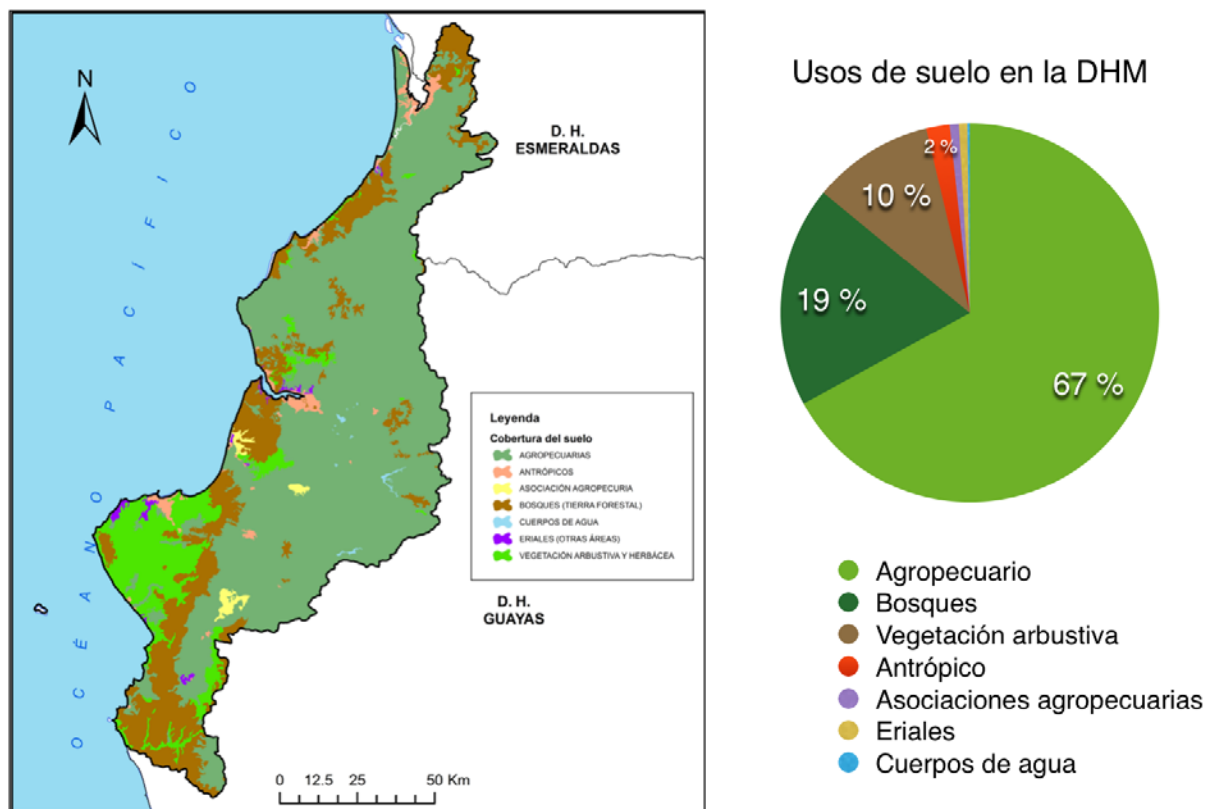 N
OCÉANO PACÍFICO
D. H.
ESMERALDAS
Leyenda
Cobertura del suelo
AGROPECUARIAS
ANTRÓPICOS
ASOCIACIÓN AGROPECURIA
BOSQUES (TIERRA FORESTAL)
CUERPOS DE AGUA
ERIALES (OTRAS ÁREAS)
VEGETACIÓN ARBUSTIVA Y HERBÁCEA
D. H.
GUAYAS
0 12.5 25 50 Km
Usos de suelo en la DHM
2 %
10 %
19 %
67 %
Agropecuario
Bosques
Vegetación arbustiva
Antrópico
Asociaciones agropecuarias
Eriales
Cuerpos de agua